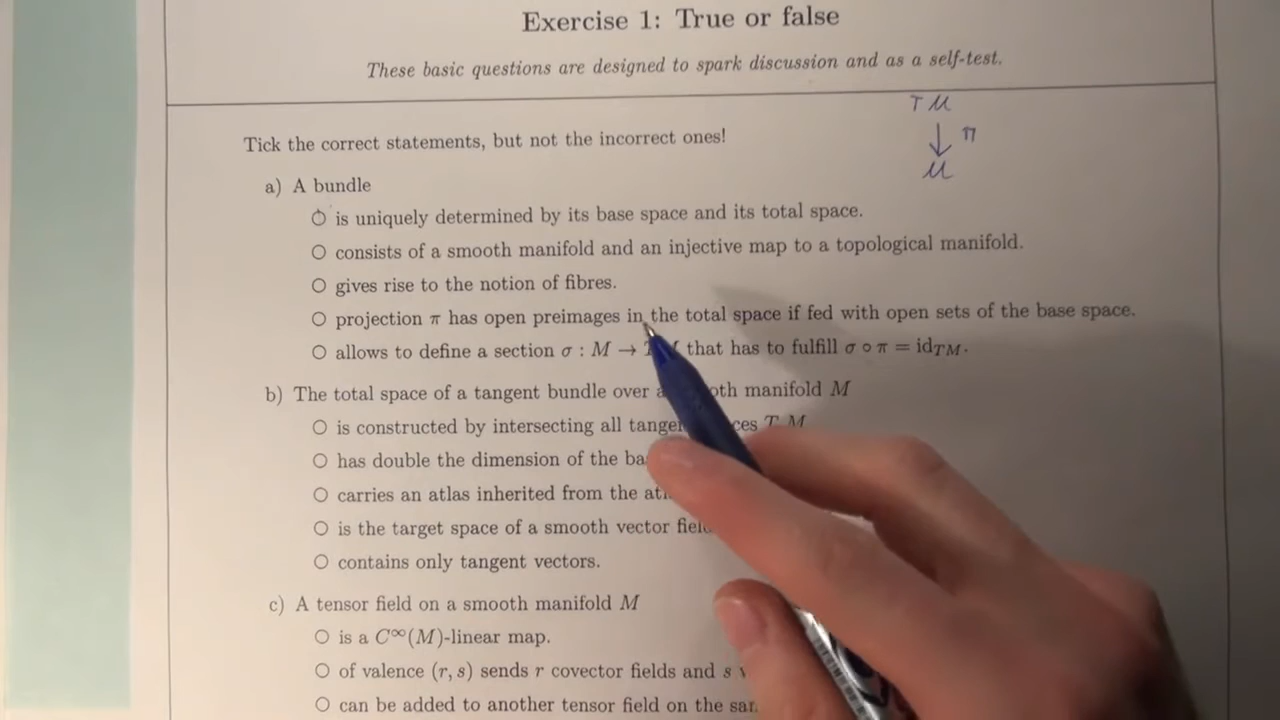 Exercise 1: True or false
These basic questions are designed to spark discussion and as a self-test.
T M
π
M
Tick the correct statements, but not the incorrect ones!
a) A bundle
is uniquely determined by its base space and its total space.
consists of a smooth manifold and an injective map to a topological manifold.
gives rise to the notion of fibres.
projection π has open preimages in the total space if fed with open sets of the base space.
allows to define a section σ : M → that has to fulfill σ ∘ π = id_{TM}.
b) The total space of a tangent bundle over manifold M
is constructed by intersecting all
has double the dimension of the
carries an atlas inherited from the
is the target space of a smooth vector
contains only tangent vectors.
c) A tensor field on a smooth manifold M
is a C^∞(M)-linear map.
of valence (r, s) sends r covector fields and s
can be added to another tensor field on the